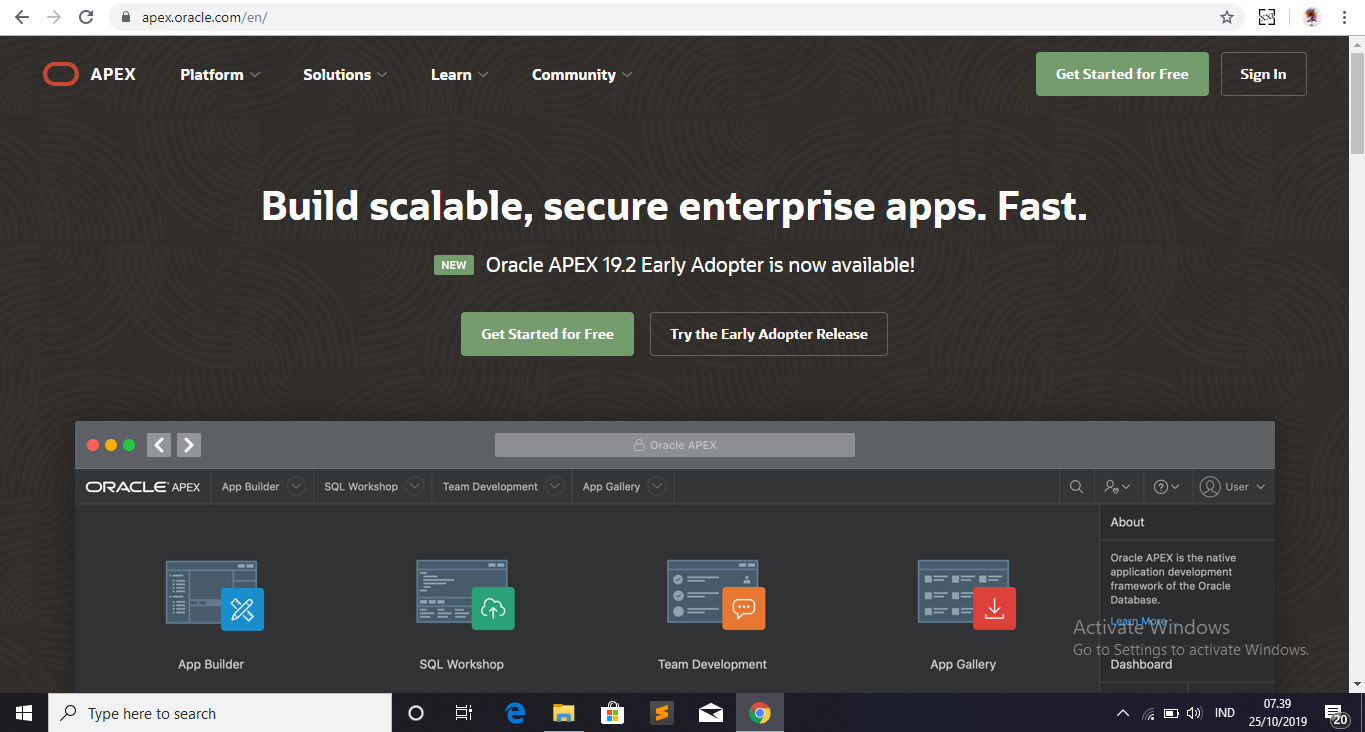 apex.oracle.com/en/
APEX
Platform
Solutions
Learn
Community
Get Started for Free
Sign In
Build scalable, secure enterprise apps. Fast.
NEW Oracle APEX 19.2 Early Adopter is now available!
Get Started for Free
Try the Early Adopter Release
Oracle APEX
ORACLE APEX
App Builder
SQL Workshop
Team Development
App Gallery
User
About
Oracle APEX is the native
application development
framework of the Oracle
Database.
Learn More
App Builder
SQL Workshop
Team Development
App Gallery
Dashboard
Activate Windows
Go to Settings to activate Windows.
Type here to search
IND
07.39
25/10/2019
20